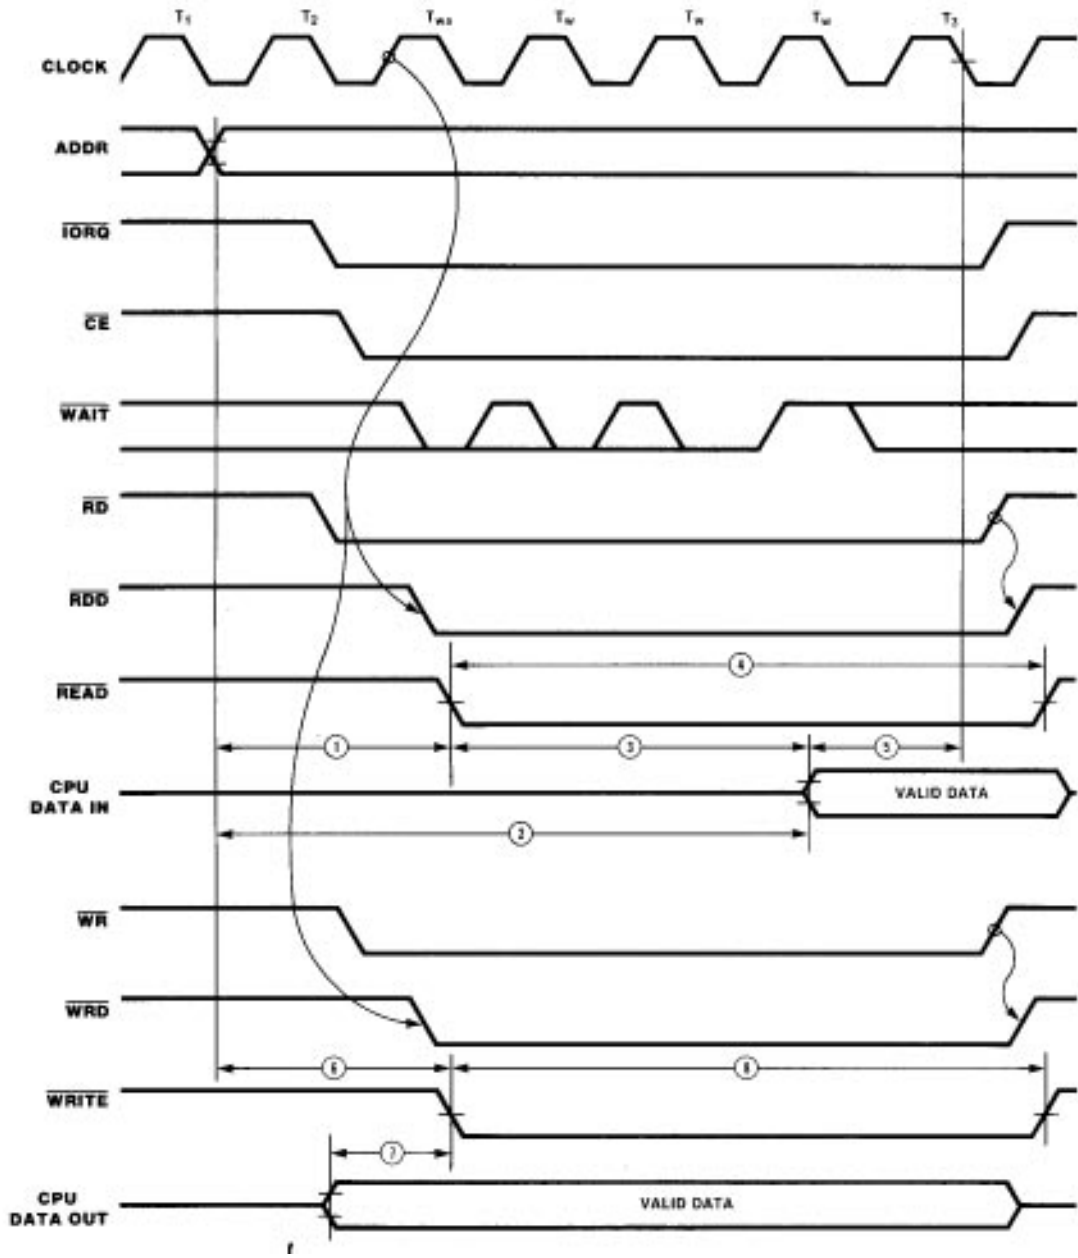 T1 T2 TWA TW TW TW T3
CLOCK
ADDR
IORQ
CE
WAIT
RD
RDD
4
READ
1 3 5
CPU
DATA IN
VALID DATA
2
WR
WRD
6 8
WRITE
7
CPU
DATA OUT
VALID DATA